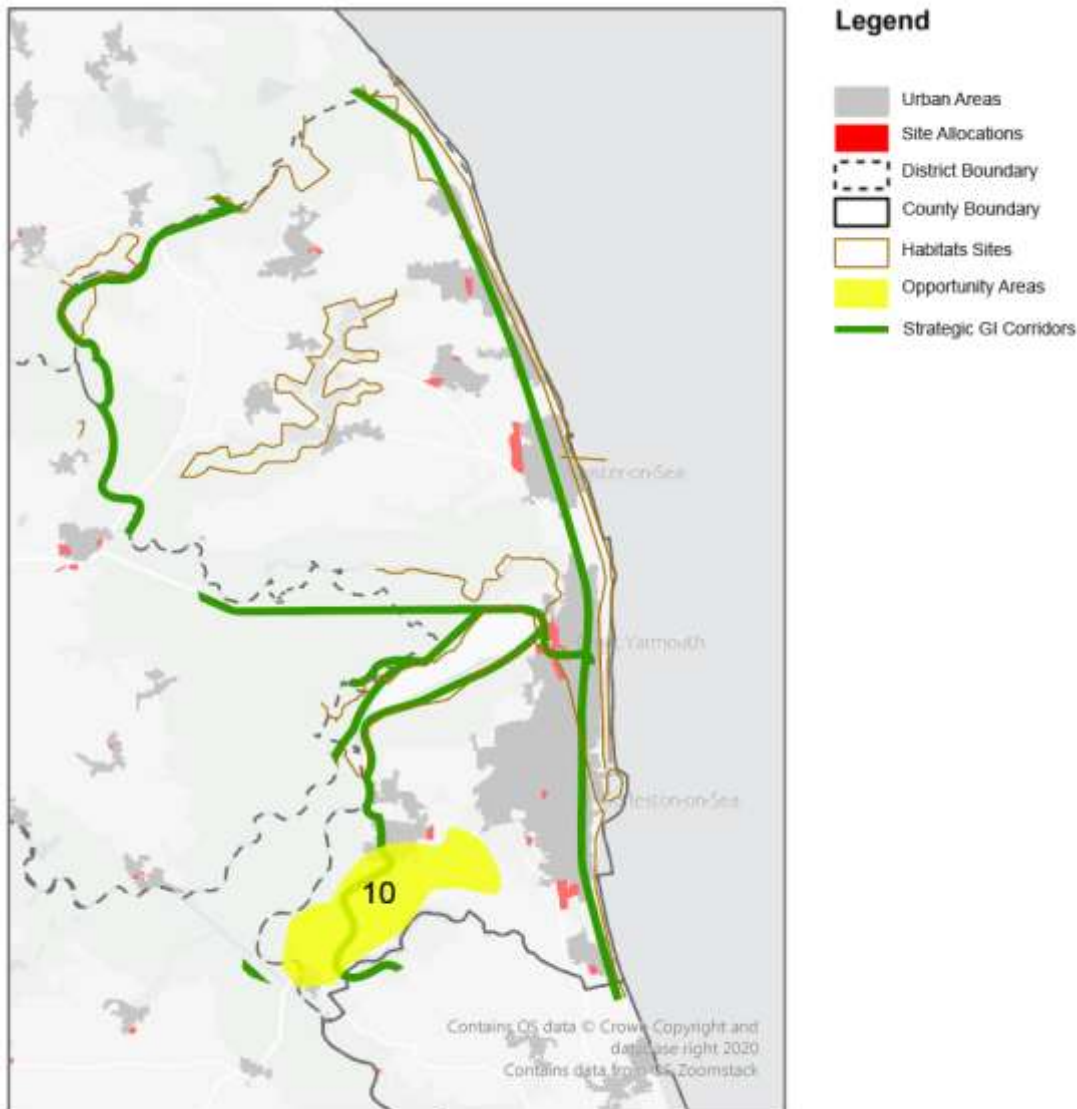 Legend
Urban Areas
Site Allocations
District Boundary
County Boundary
Habitats Sites
Opportunity Areas
Strategic GI Corridors
Yarmouth
10
Contains OS data © Crown Copyright and
database right 2020
Contains data from OS Zoomstack